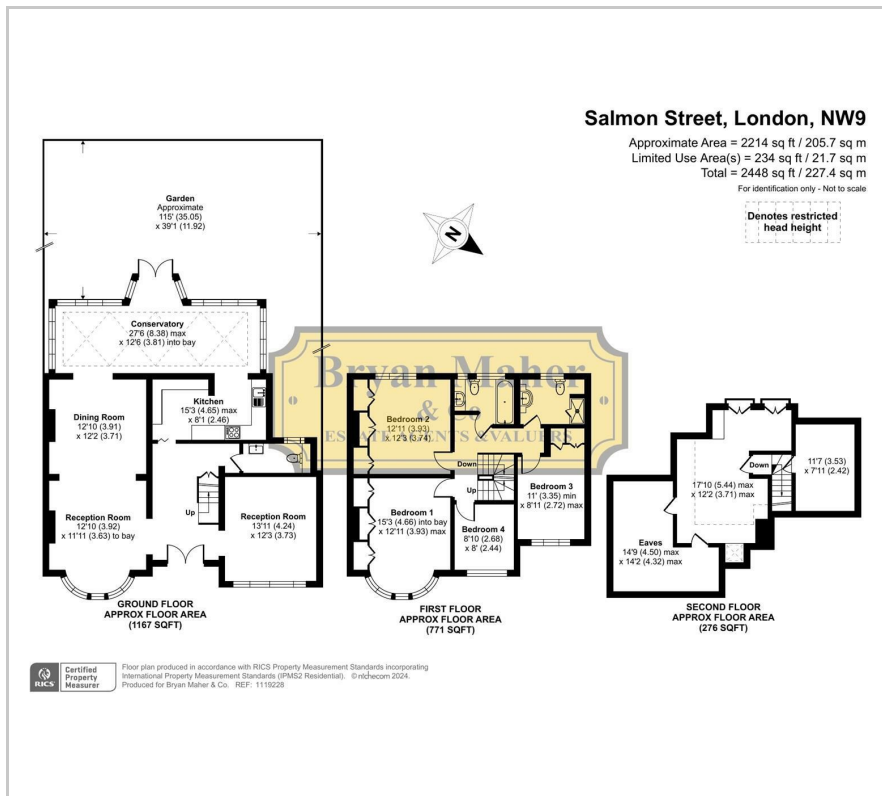 Salmon Street, London, NW9
Approximate Area = 2214 sq ft / 205.7 sq m
Limited Use Area(s) = 234 sq ft / 21.7 sq m
Total = 2448 sq ft / 227.4 sq m
For identification only - Not to scale
Denotes restricted
head height
Garden
Approximate
115' (35.05)
x 39'1 (11.92)
N
Conservatory
27'6 (8.38) max
x 12'6 (3.81) into bay
Kitchen
15'3 (4.65) max
x 8'1 (2.46)
Dining Room
12'10 (3.91)
x 12'2 (3.71)
Reception Room
12'10 (3.92)
x 11'11 (3.63) to bay
Up
Reception Room
13'11 (4.24)
x 12'3 (3.73)
GROUND FLOOR
APPROX FLOOR AREA
(1167 SQFT)
Bryan Maher
& Co
ESTATE AGENTS & VALUERS
Bedroom 2
12'11 (3.93)
x 12'3 (3.74)
Down
Up
Bedroom 3
11' (3.35) min
x 8'11 (2.72) max
Bedroom 1
15'3 (4.66) into bay
x 12'11 (3.93) max
Bedroom 4
8'10 (2.68)
x 8' (2.44)
FIRST FLOOR
APPROX FLOOR AREA
(771 SQFT)
17'10 (5.44) max
x 12'2 (3.71) max
Down
11'7 (3.53)
x 7'11 (2.42)
Eaves
14'9 (4.50) max
x 14'2 (4.32) max
SECOND FLOOR
APPROX FLOOR AREA
(276 SQFT)
RICS
Certified
Property
Measurer
Floor plan produced in accordance with RICS Property Measurement Standards incorporating
International Property Measurement Standards (IPMS2 Residential). © nichecom 2024.
Produced for Bryan Maher & Co. REF: 1119228